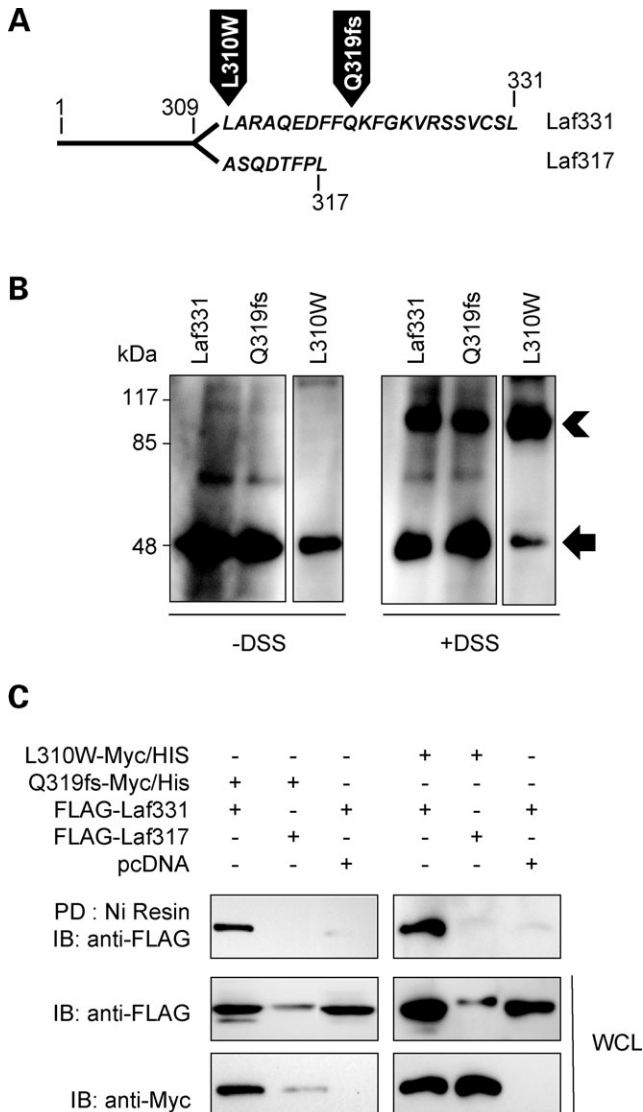 A
L310W
Q319fs
1
309
331
LARAQEDFFQKFGKVRSSVCSL
Laf331
ASQDTFPL
Laf317
317
B
Laf331
Q319fs
L310W
Laf331
Q319fs
L310W
kDa
117
85
48
-DSS
+DSS
C
L310W-Myc/HIS - - - + + -
Q319fs-Myc/His + + - - - -
FLAG-Laf331 + - + + - +
FLAG-Laf317 - + - - + -
pcDNA - - + - - +
PD : Ni Resin
IB: anti-FLAG
IB: anti-FLAG
WCL
IB: anti-Myc